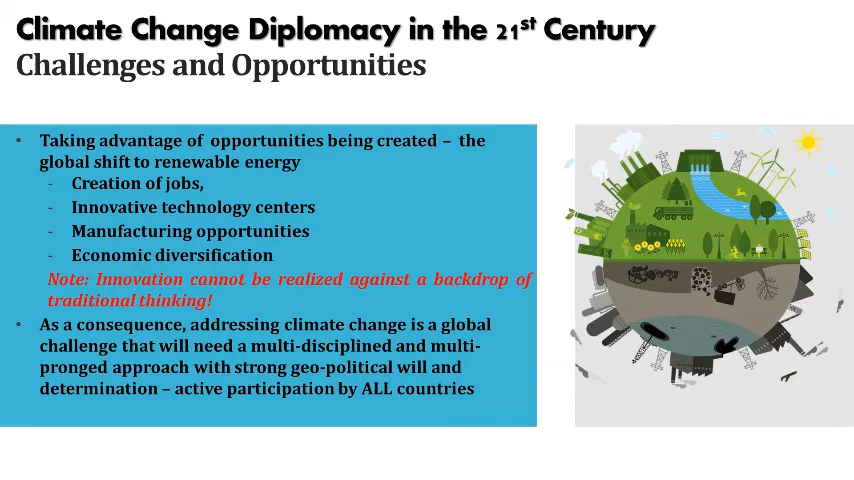 Climate Change Diplomacy in the 21st Century
Challenges and Opportunities
• Taking advantage of opportunities being created – the
global shift to renewable energy
- Creation of jobs,
- Innovative technology centers
- Manufacturing opportunities
- Economic diversification
Note: Innovation cannot be realized against a backdrop of
traditional thinking!
• As a consequence, addressing climate change is a global
challenge that will need a multi-disciplined and multi-
pronged approach with strong geo-political will and
determination – active participation by ALL countries